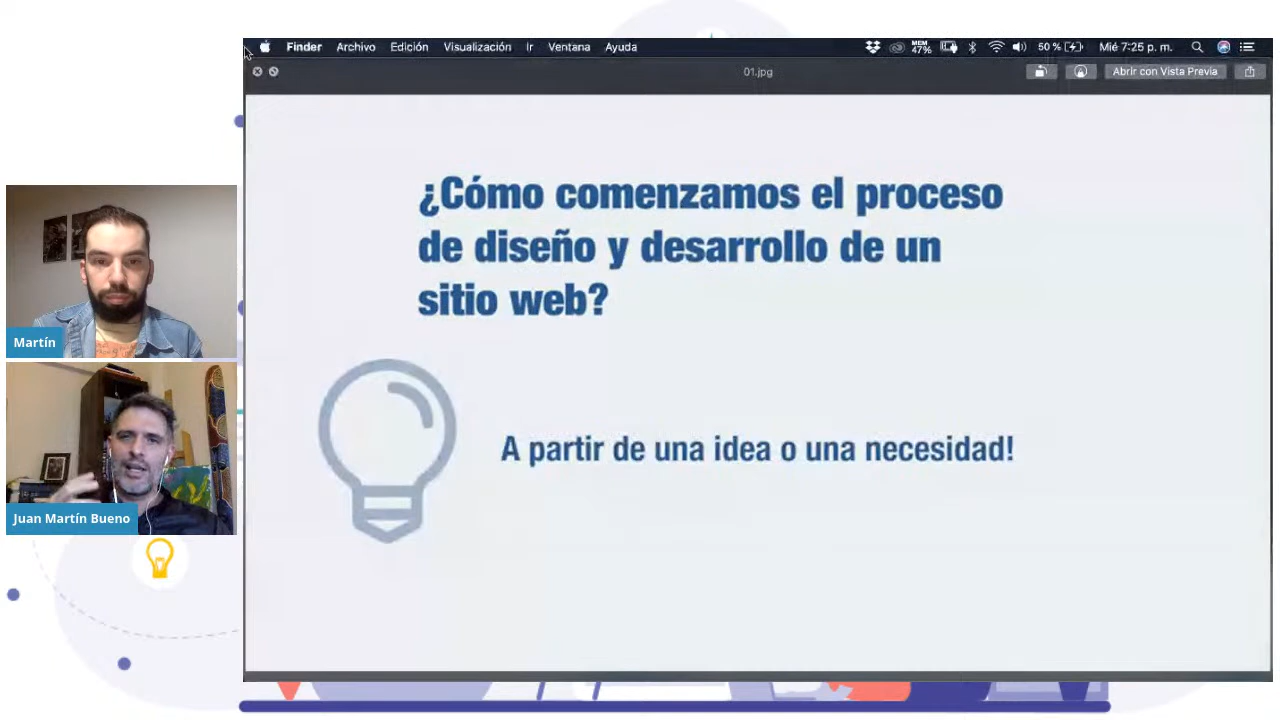 Finder Archivo Edición Visualización Ir Ventana Ayuda MEM 47% 50 % Mié 7:25 p. m.
01.jpg Abrir con Vista Previa
¿Cómo comenzamos el proceso
de diseño y desarrollo de un
sitio web?
A partir de una idea o una necesidad!
Martín
Juan Martín Bueno